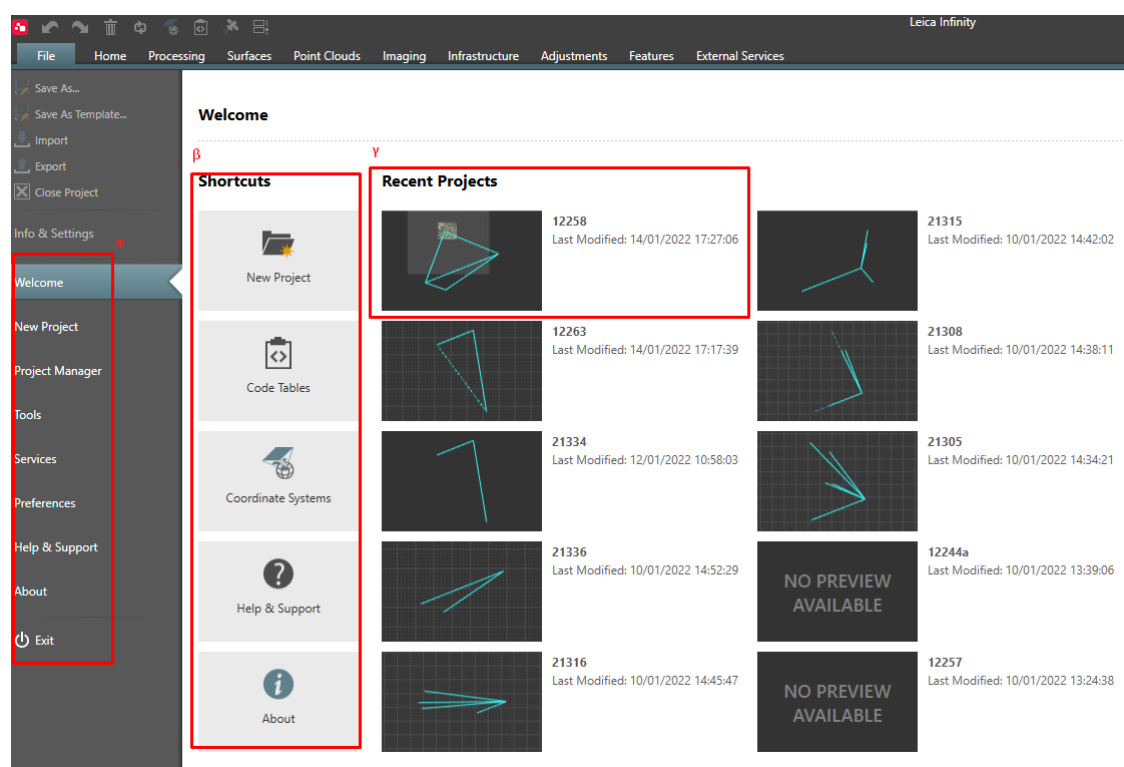 Leica Infinity
File Home Processing Surfaces Point Clouds Imaging Infrastructure Adjustments Features External Services
Save As...
Save As Template...
Import
Export
Close Project
Info & Settings
Welcome
New Project
Project Manager
Tools
Services
Preferences
Help & Support
About
Exit
Welcome
β
γ
Shortcuts
New Project
Code Tables
Coordinate Systems
Help & Support
About
Recent Projects
12258
Last Modified: 14/01/2022 17:27:06
12263
Last Modified: 14/01/2022 17:17:39
21334
Last Modified: 12/01/2022 10:58:03
21336
Last Modified: 10/01/2022 14:52:29
21316
Last Modified: 10/01/2022 14:45:47
21315
Last Modified: 10/01/2022 14:42:02
21308
Last Modified: 10/01/2022 14:38:11
21305
Last Modified: 10/01/2022 14:34:21
NO PREVIEW
AVAILABLE
12244a
Last Modified: 10/01/2022 13:39:06
NO PREVIEW
AVAILABLE
12257
Last Modified: 10/01/2022 13:24:38